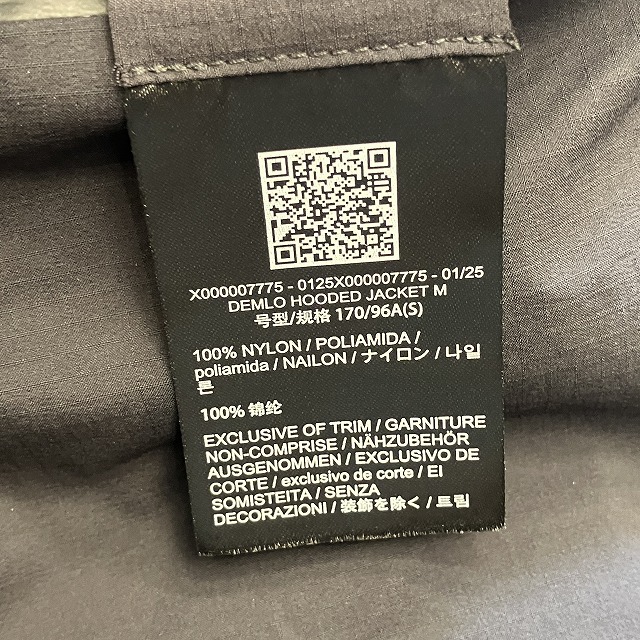 X000007775 - 0125X000007775 - 01/25
DEMLO HOODED JACKET M
号型/规格 170/96A(S)
100% NYLON / POLIAMIDA /
poliamida / NAILON / ナイロン / 나일
론
100% 锦纶
EXCLUSIVE OF TRIM / GARNITURE
NON-COMPRISE / NÄHZUBEHÖR
AUSGENOMMEN / EXCLUSIVO DE
CORTE / exclusivo de corte / EI
SOMISTEITA / SENZA
DECORAZIONI / 装飾を除く / 트림